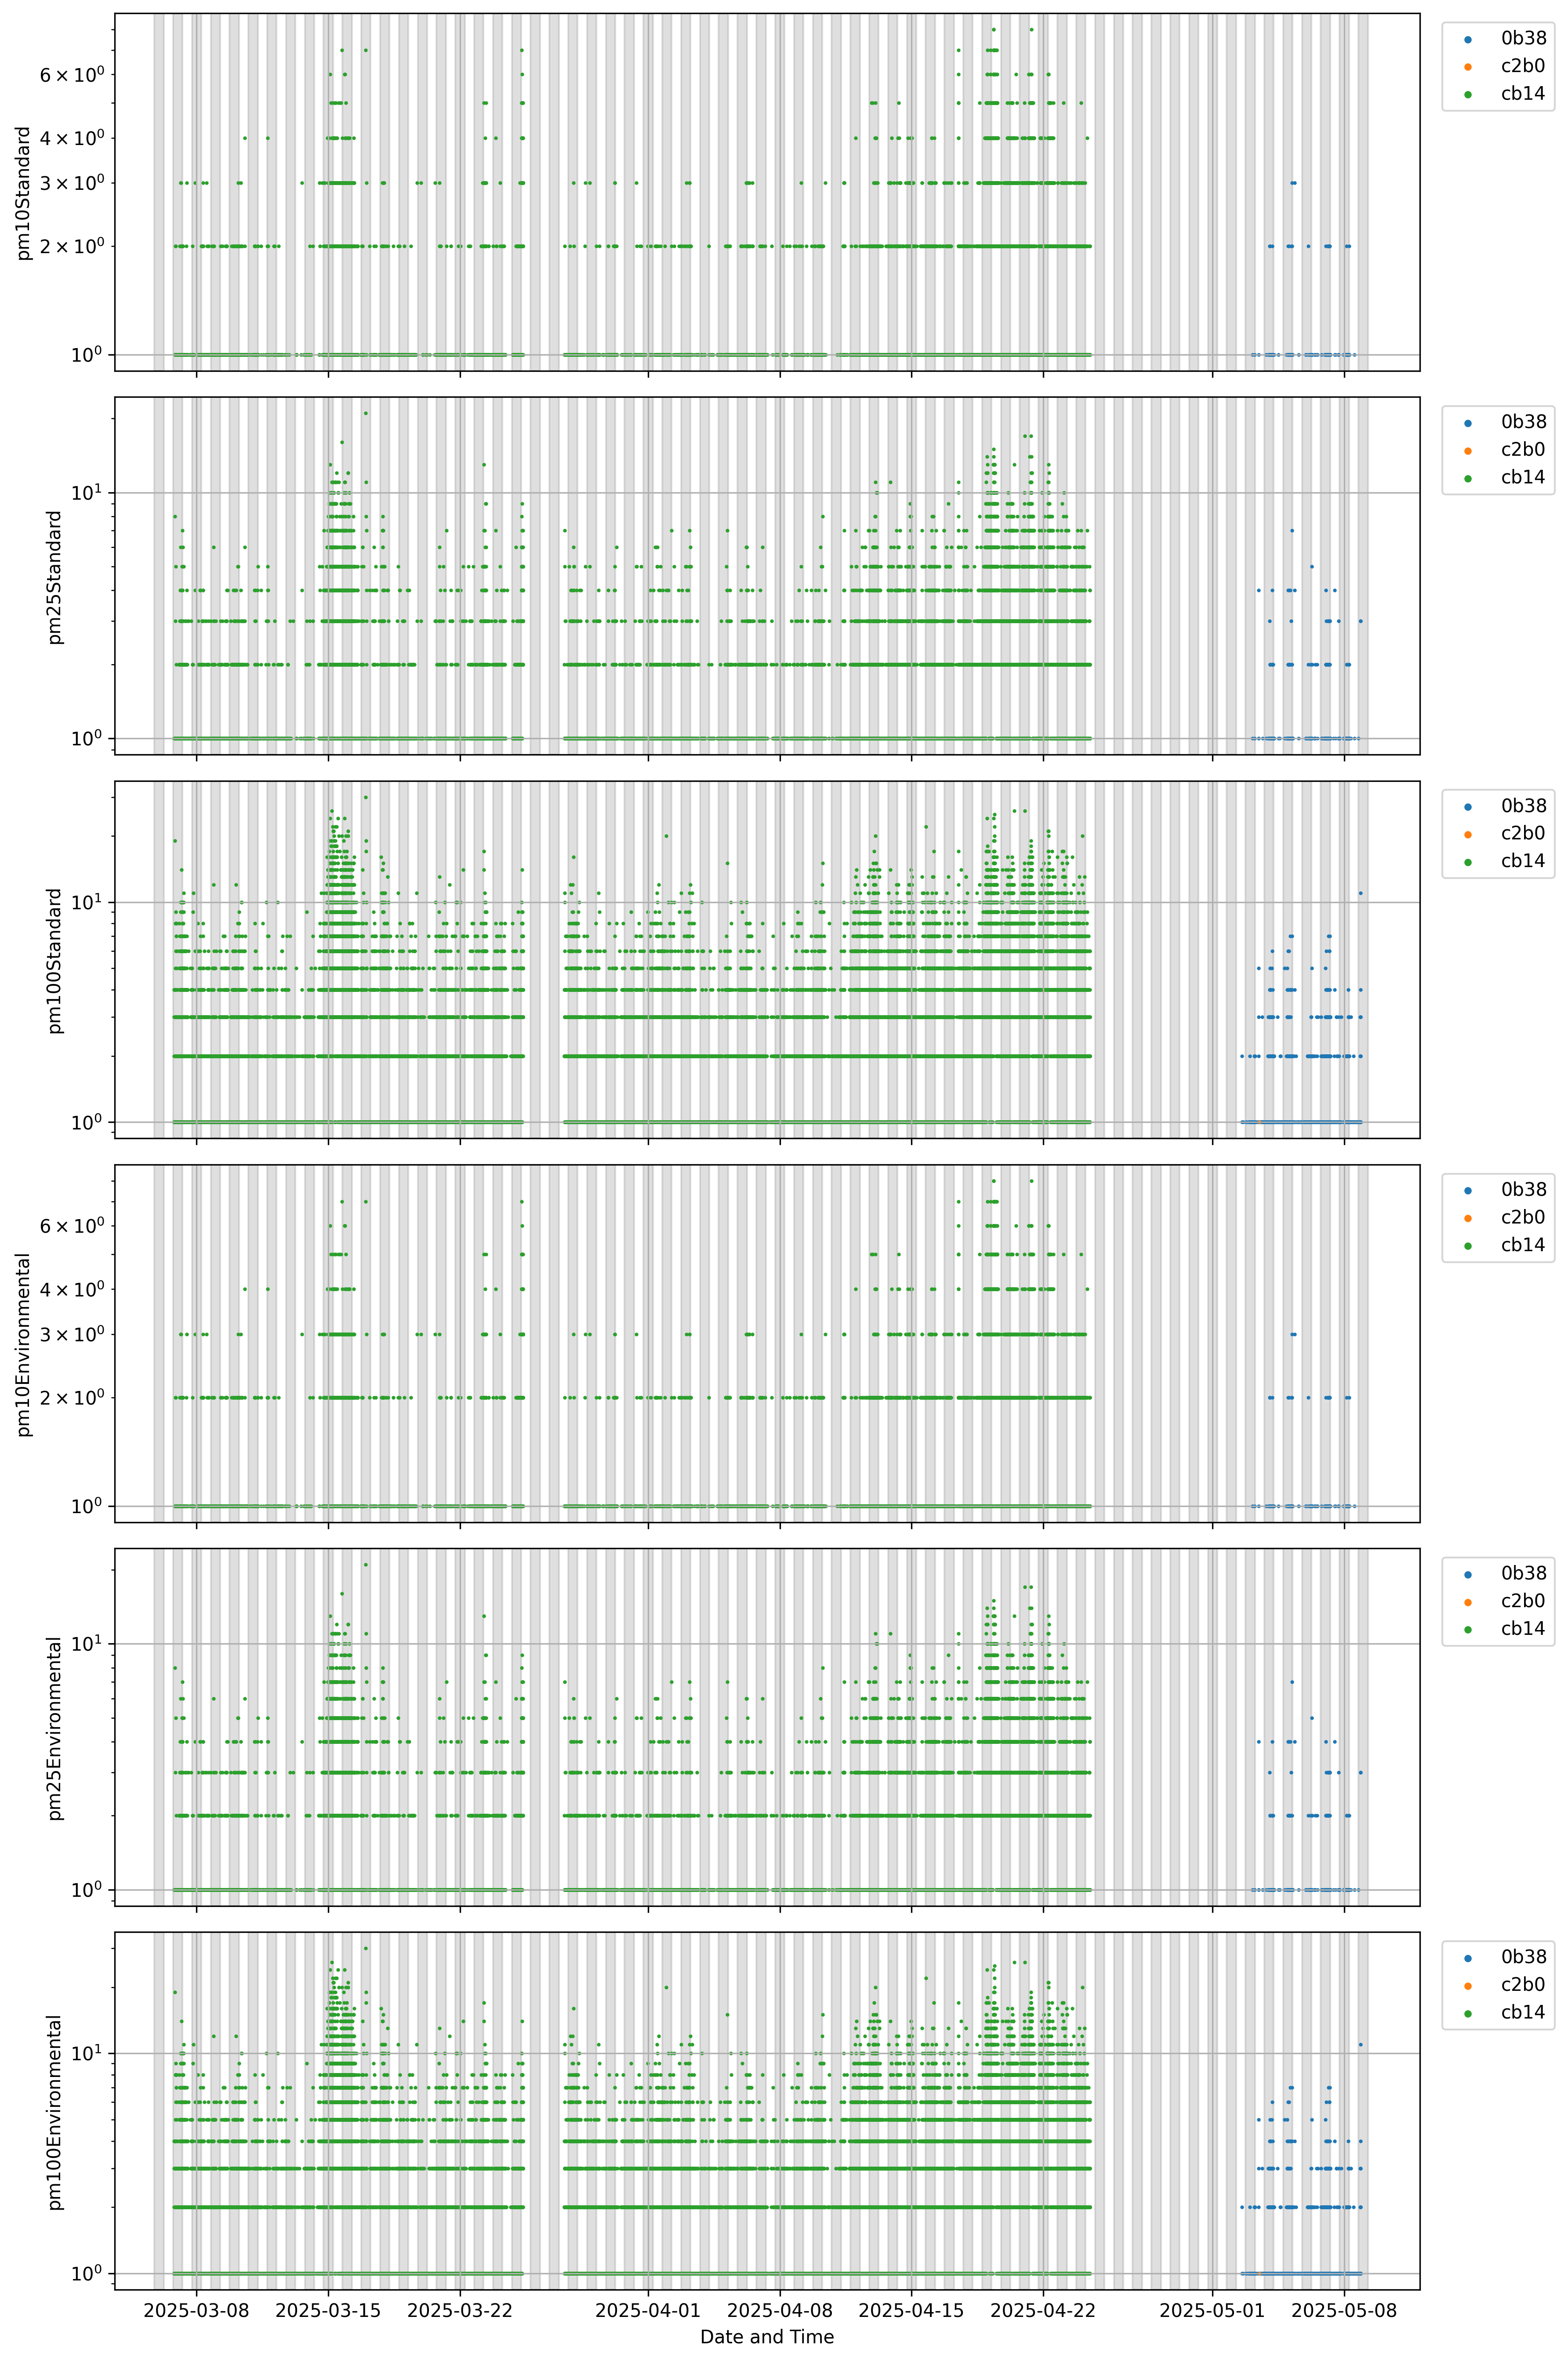 pm10Standard
6 × 10⁰
4 × 10⁰
3 × 10⁰
2 × 10⁰
10⁰
0b38
c2b0
cb14
pm25Standard
10¹
10⁰
0b38
c2b0
cb14
pm100Standard
10¹
10⁰
0b38
c2b0
cb14
pm10Environmental
6 × 10⁰
4 × 10⁰
3 × 10⁰
2 × 10⁰
10⁰
0b38
c2b0
cb14
pm25Environmental
10¹
10⁰
0b38
c2b0
cb14
pm100Environmental
10¹
10⁰
0b38
c2b0
cb14
2025-03-08 2025-03-15 2025-03-22 2025-04-01 2025-04-08 2025-04-15 2025-04-22 2025-05-01 2025-05-08
Date and Time